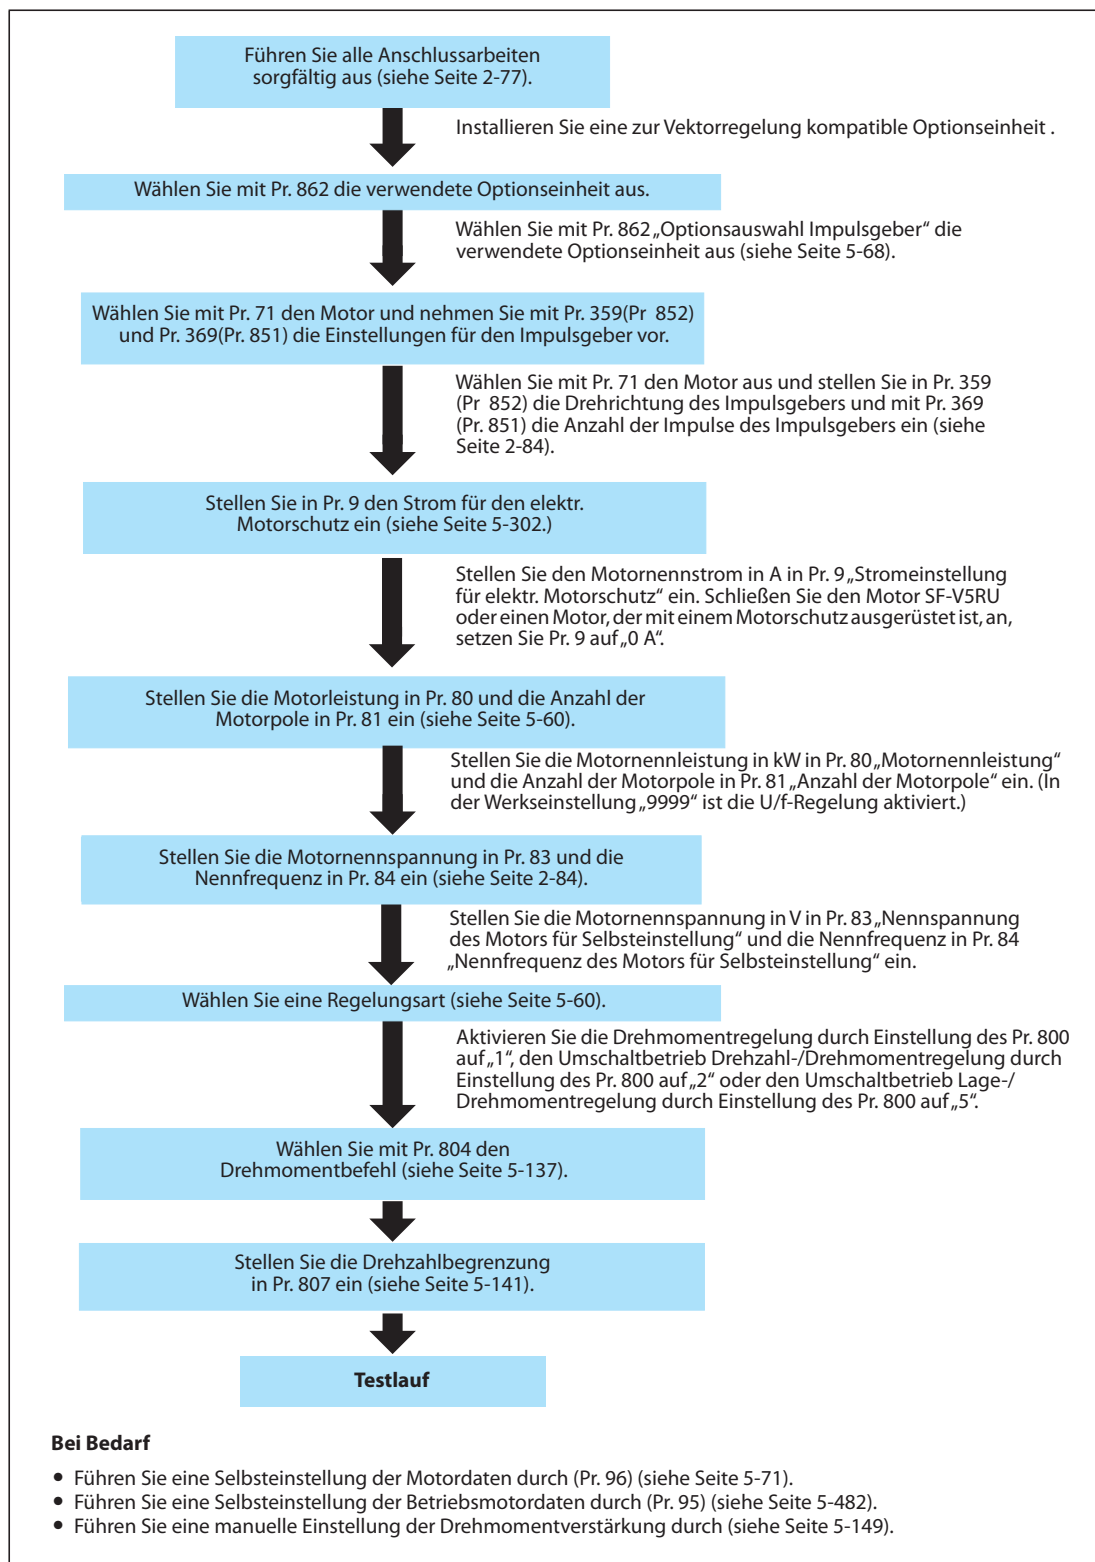 Führen Sie alle Anschlussarbeiten
sorgfältig aus (siehe Seite 2-77).
Installieren Sie eine zur Vektorregelung kompatible Optionseinheit .
Wählen Sie mit Pr. 862 die verwendete Optionseinheit aus.
Wählen Sie mit Pr. 862 „Optionsauswahl Impulsgeber“ die
verwendete Optionseinheit aus (siehe Seite 5-68).
Wählen Sie mit Pr. 71 den Motor und nehmen Sie mit Pr. 359(Pr 852)
und Pr. 369(Pr. 851) die Einstellungen für den Impulsgeber vor.
Wählen Sie mit Pr. 71 den Motor aus und stellen Sie in Pr. 359
(Pr 852) die Drehrichtung des Impulsgebers und mit Pr. 369
(Pr. 851) die Anzahl der Impulse des Impulsgebers ein (siehe
Seite 2-84).
Stellen Sie in Pr. 9 den Strom für den elektr.
Motorschutz ein (siehe Seite 5-302.)
Stellen Sie den Motornennstrom in A in Pr. 9 „Stromeinstellung
für elektr. Motorschutz“ ein. Schließen Sie den Motor SF-V5RU
oder einen Motor, der mit einem Motorschutz ausgerüstet ist, an,
setzen Sie Pr. 9 auf „0 A“.
Stellen Sie die Motorleistung in Pr. 80 und die Anzahl der
Motorpole in Pr. 81 ein (siehe Seite 5-60).
Stellen Sie die Motornennleistung in kW in Pr. 80 „Motornennleistung“
und die Anzahl der Motorpole in Pr. 81 „Anzahl der Motorpole“ ein. (In
der Werkseinstellung „9999“ ist die U/f-Regelung aktiviert.)
Stellen Sie die Motornennspannung in Pr. 83 und die
Nennfrequenz in Pr. 84 ein (siehe Seite 2-84).
Stellen Sie die Motornennspannung in V in Pr. 83 „Nennspannung
des Motors für Selbsteinstellung“ und die Nennfrequenz in Pr. 84
„Nennfrequenz des Motors für Selbsteinstellung“ ein.
Wählen Sie eine Regelungsart (siehe Seite 5-60).
Aktivieren Sie die Drehmomentregelung durch Einstellung des Pr. 800
auf „1“, den Umschaltbetrieb Drehzahl-/Drehmomentregelung durch
Einstellung des Pr. 800 auf „2“ oder den Umschaltbetrieb Lage-/
Drehmomentregelung durch Einstellung des Pr. 800 auf „5“.
Wählen Sie mit Pr. 804 den
Drehmomentbefehl (siehe Seite 5-137).
Stellen Sie die Drehzahlbegrenzung
in Pr. 807 ein (siehe Seite 5-141).
Testlauf
Bei Bedarf
● Führen Sie eine Selbsteinstellung der Motordaten durch (Pr. 96) (siehe Seite 5-71).
● Führen Sie eine Selbsteinstellung der Betriebsmotordaten durch (Pr. 95) (siehe Seite 5-482).
● Führen Sie eine manuelle Einstellung der Drehmomentverstärkung durch (siehe Seite 5-149).